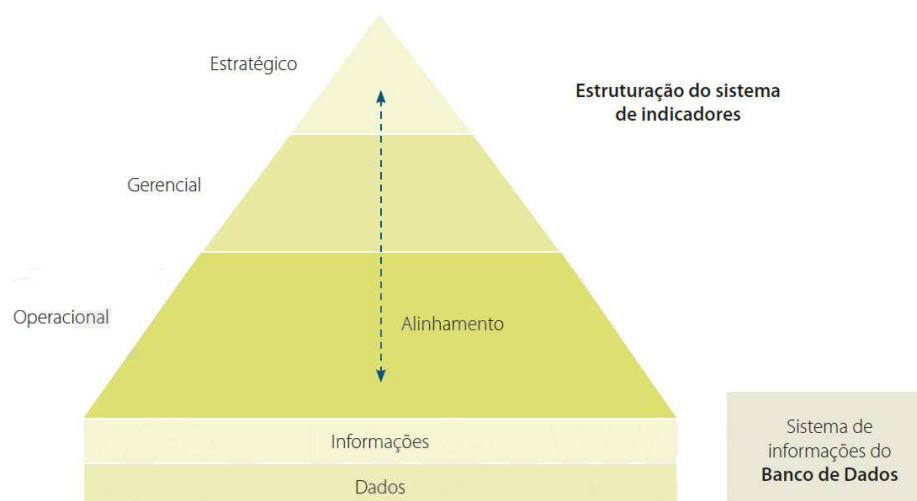 Estratégico
Estruturação do sistema
de indicadores
Gerencial
Operacional
Alinhamento
Informações
Dados
Sistema de
informações do
Banco de Dados